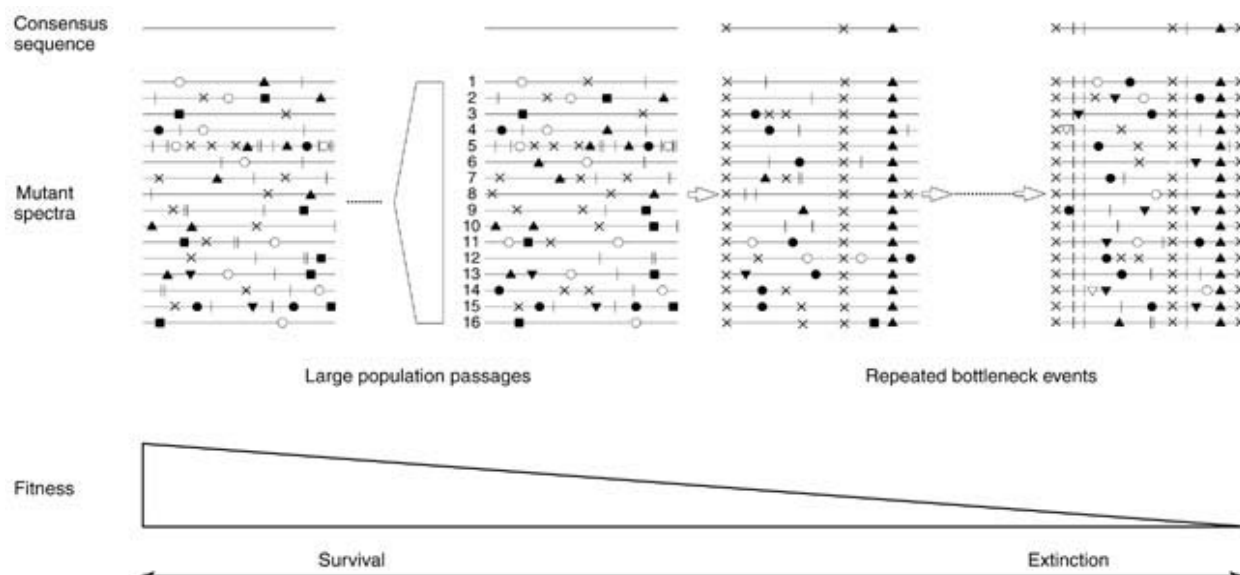 Consensus
sequence
Mutant
spectra
1
2
3
4
5
6
7
8
9
10
11
12
13
14
15
16
Large population passages
Repeated bottleneck events
Fitness
Survival
Extinction